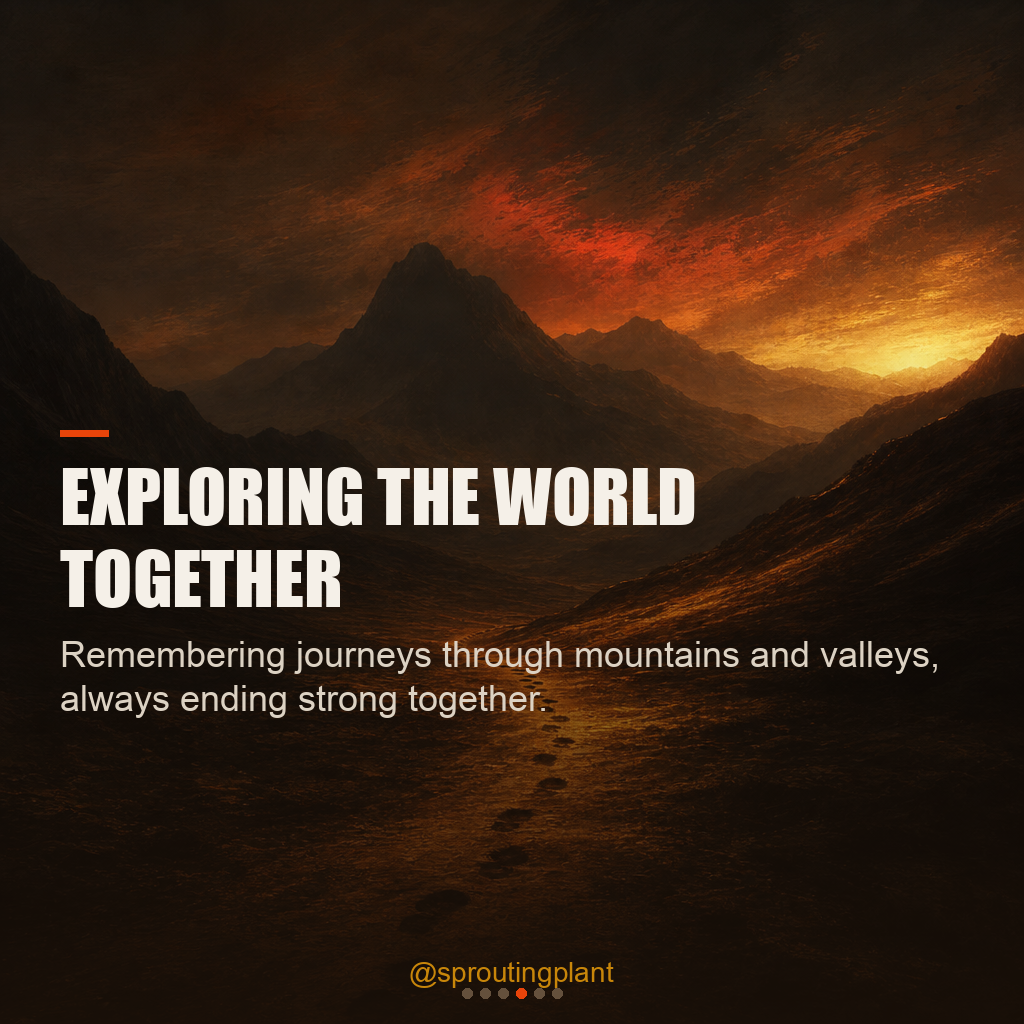 EXPLORING THE WORLD
TOGETHER
Remembering journeys through mountains and valleys,
always ending strong together.
@sproutingplant